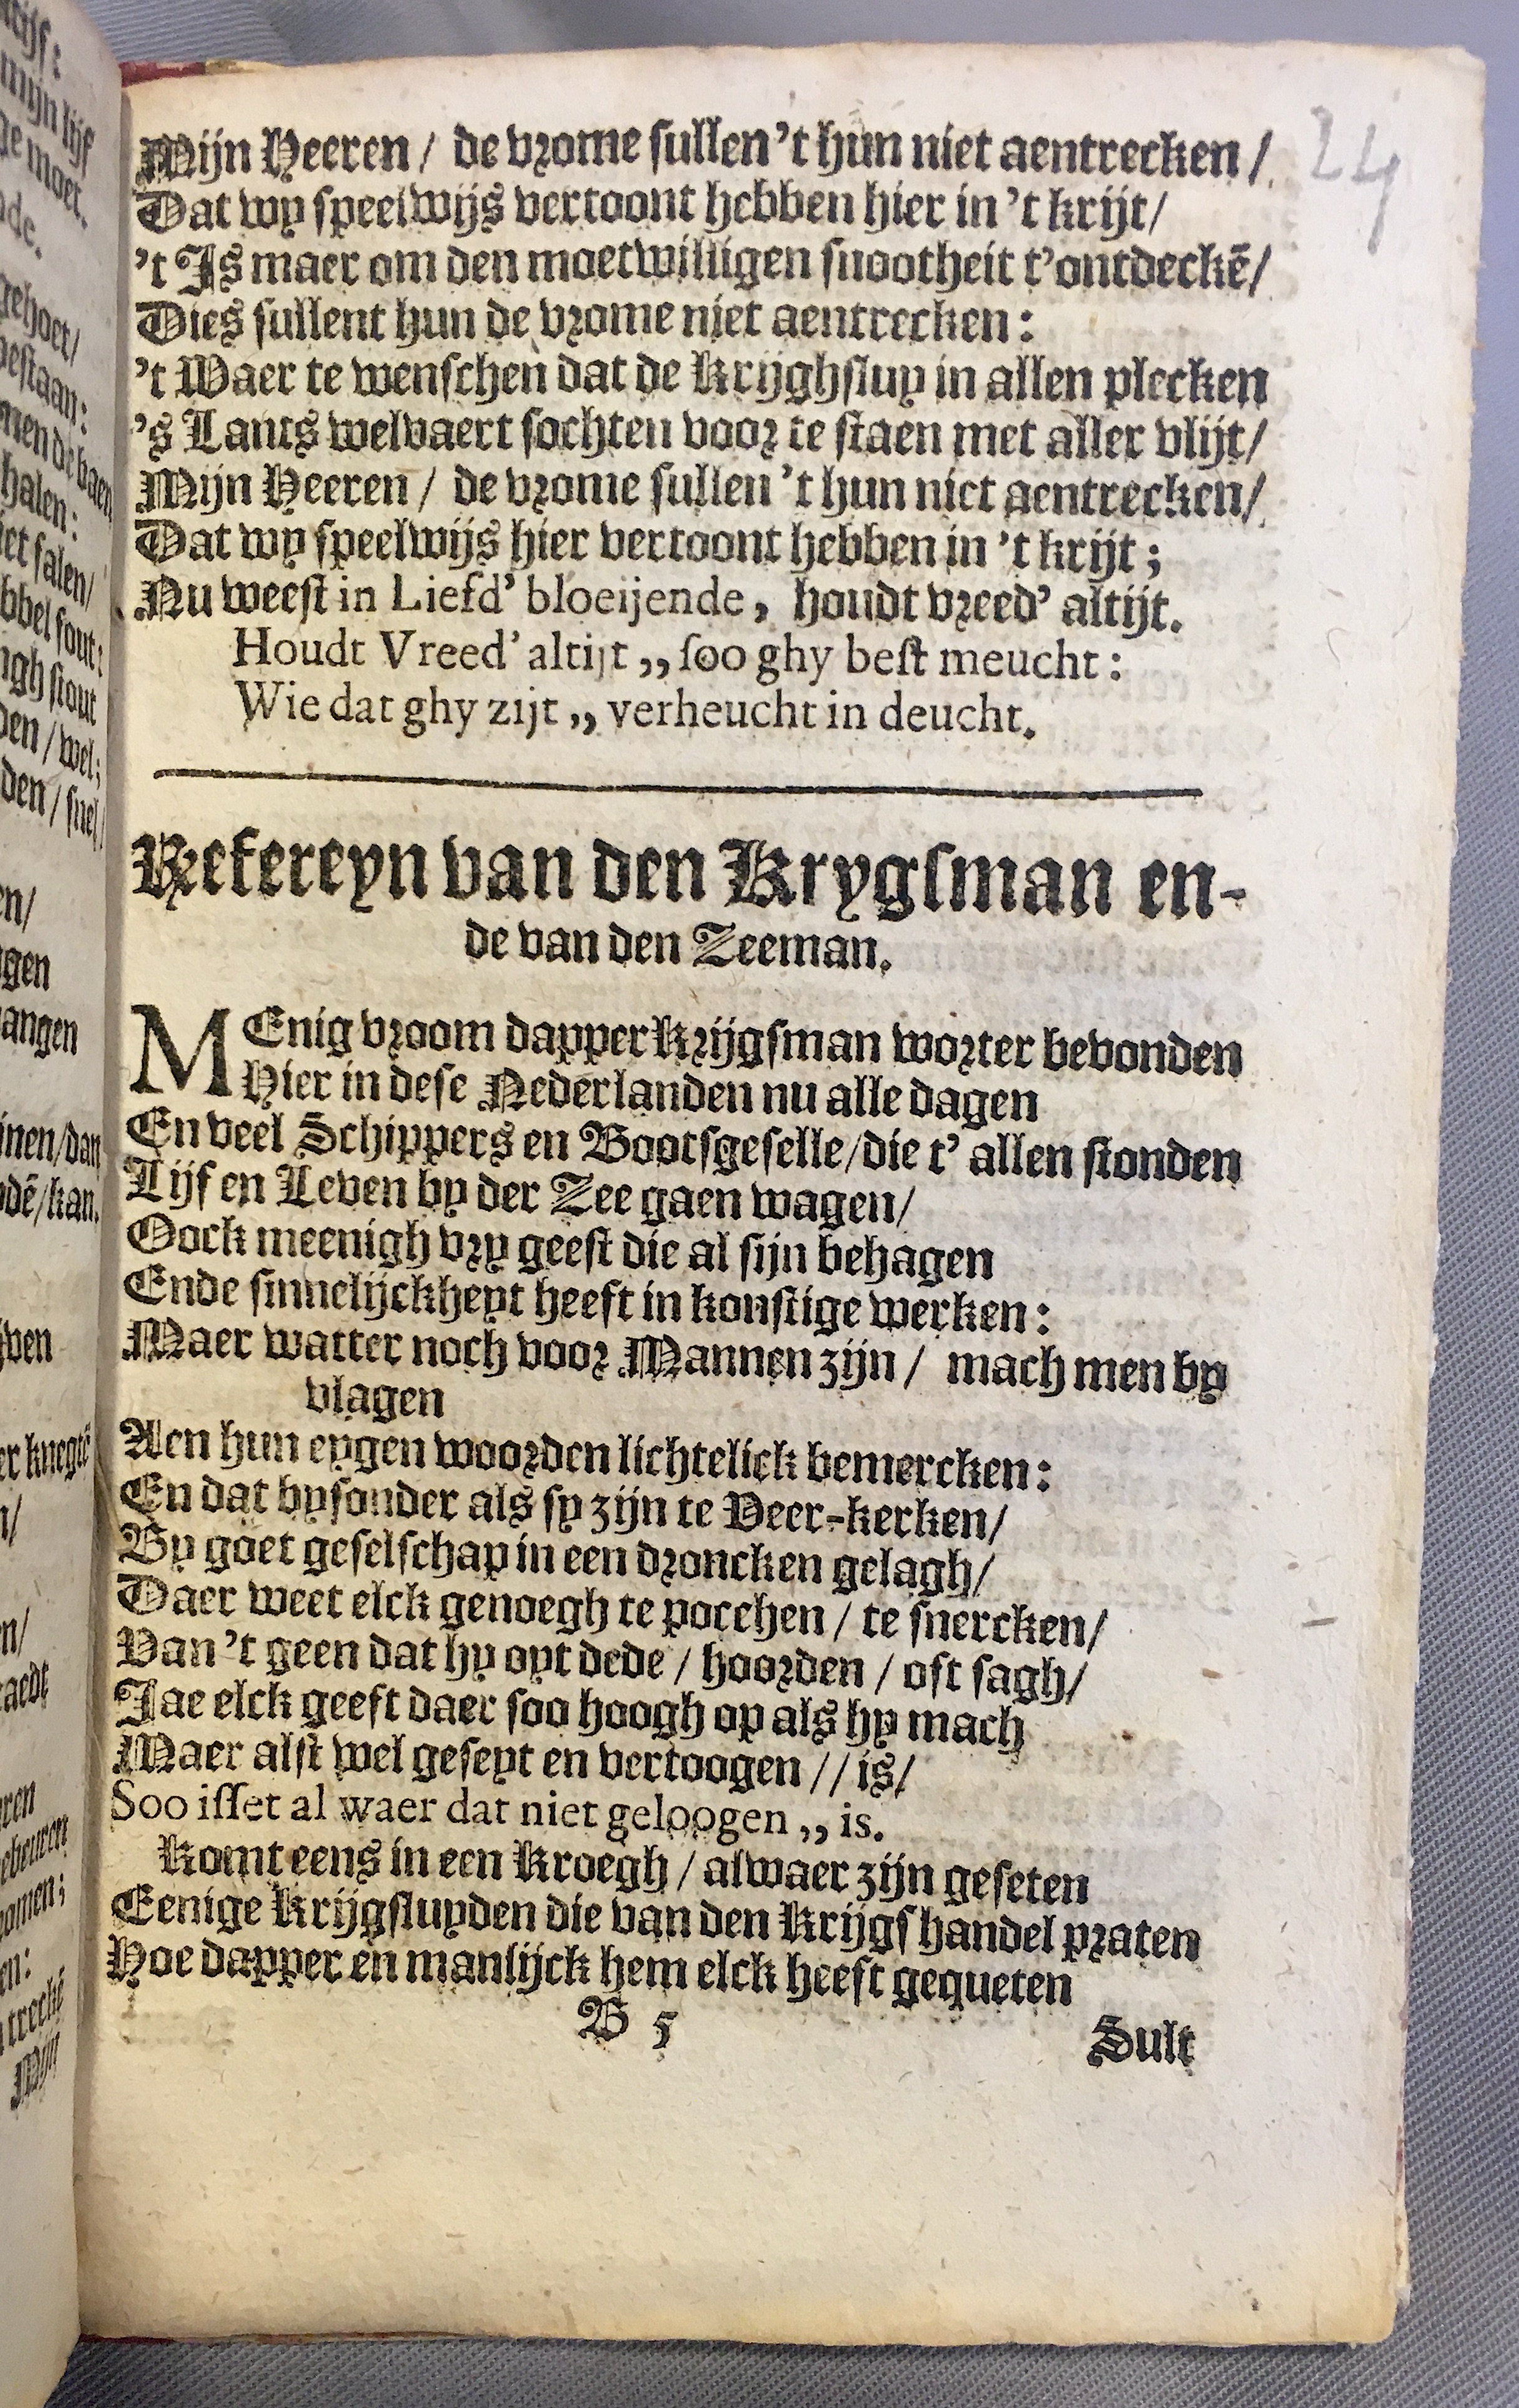 24
Mijn Heeren / de vrome sullen 't hun niet aentrecken /
Dat wy speelwijs vertoont hebben hier in 't krijt /
't Is maer om den moetwilligen snootheit t'ontdeckē /
Dies sullent hun de vrome niet aentrecken :
't Waer te wenschen dat de Krijghsluy in allen plecken
's Lants welvaert sochten voor te staen met aller vlijt /
Mijn Heeren / de vrome sullen 't hun niet aentrecken /
Dat wy speelwijs hier vertoont hebben in 't krijt ;
Nu weest in Liefd' bloeijende, houdt vreed' altijt.
Houdt Vreed' altijt ,, soo ghy best meucht :
Wie dat ghy zijt ,, verheucht in deucht.
Refereyn van den Krygsman en-
de van den Zeeman.
MEnig vroom dapper Krijgsman worter bevonden
Hier in dese Nederlanden nu alle dagen
En veel Schippers en Bootsgeselle / die t' allen stonden
Lijf en Leven by der Zee gaen wagen /
Oock meenigh vry geest die al sijn behagen
Ende sinnelijckheyt heeft in konstige werken :
Maer watter noch voor Mannen zijn / mach men by
vlagen
Aen hun eygen woorden lichtelick bemercken :
En dat bysonder als sy zijn te Veer-kerken /
By goet geselschap in een droncken gelagh /
Daer weet elck genoegh te pocchen / te snercken /
Van 't geen dat hy oyt dede / hoorden / oft sagh /
Jae elck geeft daer soo hoogh op als hy mach
Maer alst wel geseyt en vertoogen // is /
Soo isset al waer dat niet geloogen ,, is.
Komt eens in een Kroegh / alwaer zijn geseten
Eenige Krijgsluyden die van den Krijgshandel praten
Hoe dapper en manlijck hem elck heeft gequeten
B 5
Sult